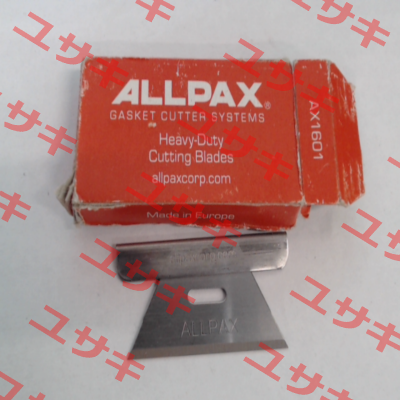 ALLPAX®
GASKET CUTTER SYSTEMS
Heavy-Duty
Cutting Blades
allpaxcorp.com
Made in Europe
AX1601
ALLPAX
ユサキ
ユサキ
ユサキ
ユサキ
ユサキ
ユサキ
ユサキ